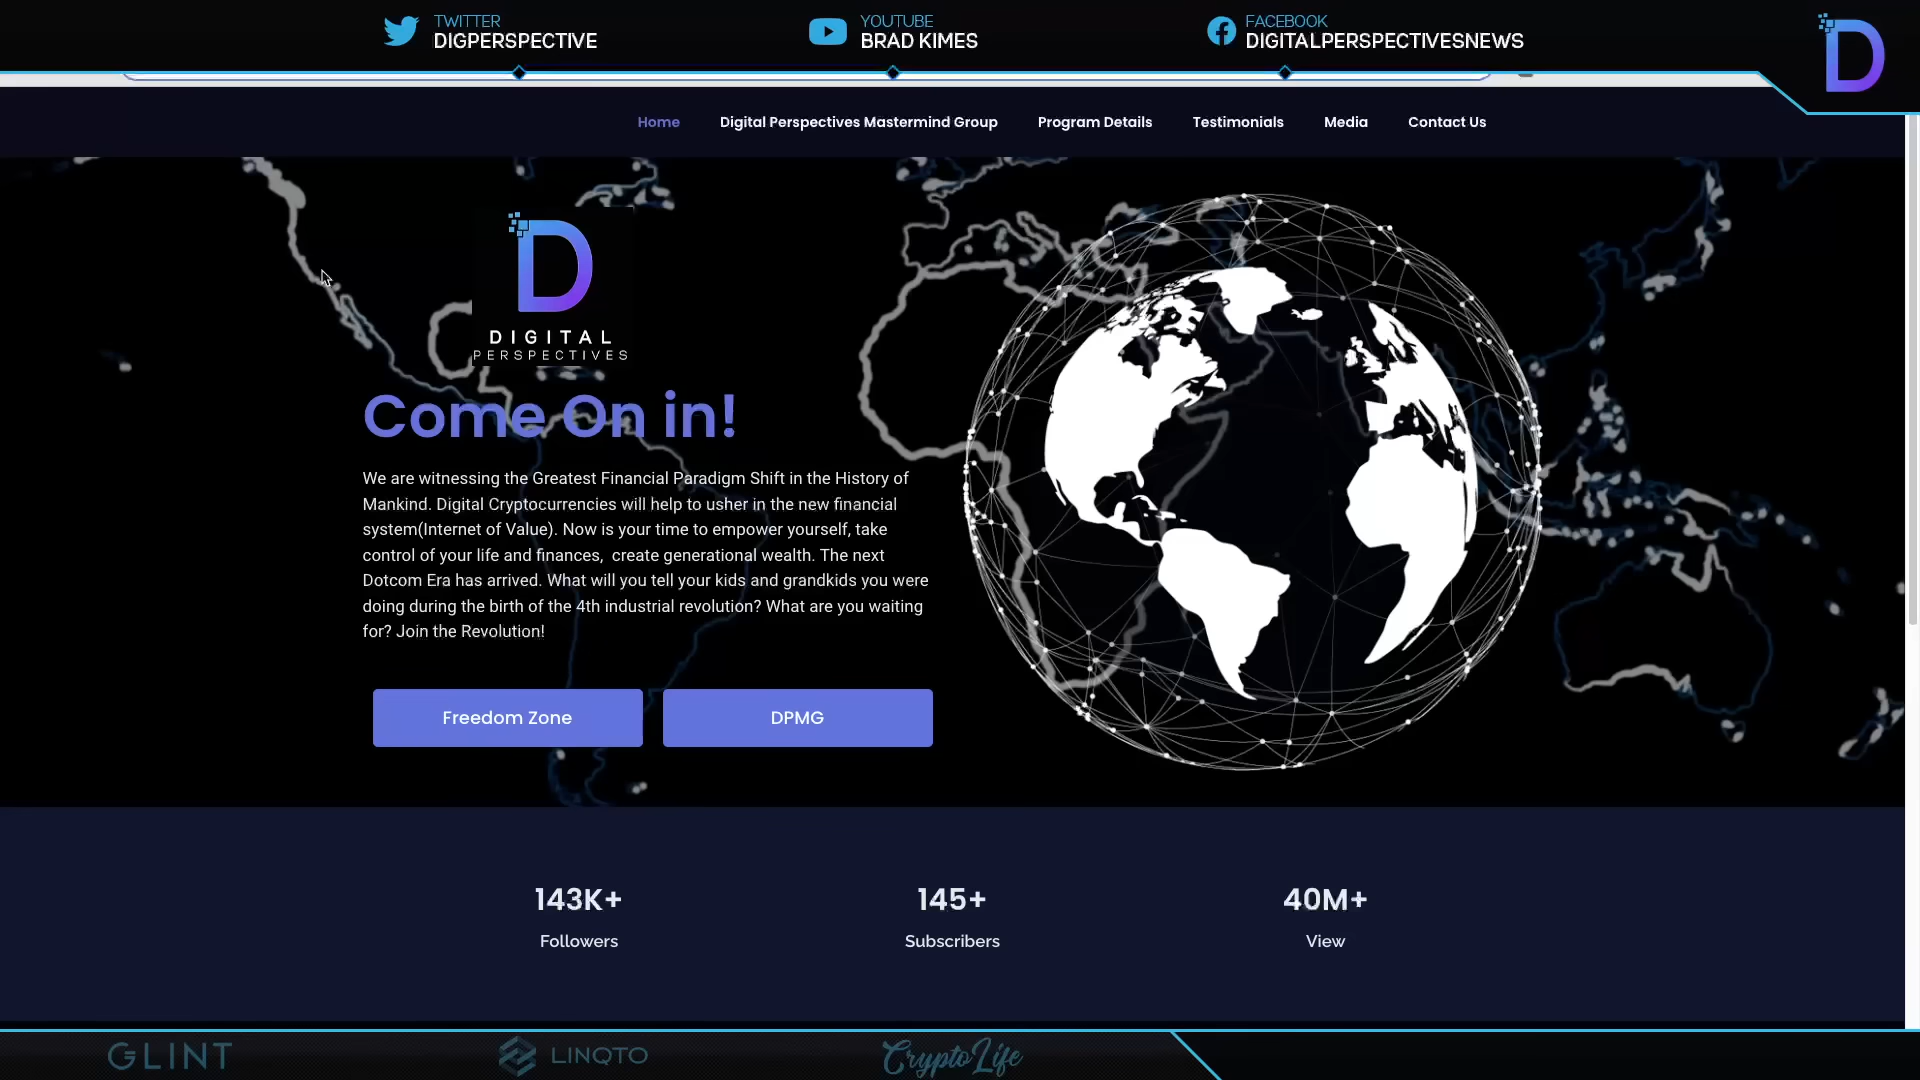 TWITTER
DIGPERSPECTIVE
YOUTUBE
BRAD KIMES
FACEBOOK
DIGITALPERSPECTIVESNEWS
D
Home
Digital Perspectives Mastermind Group
Program Details
Testimonials
Media
Contact Us
D
DIGITAL
PERSPECTIVES
Come On in!
We are witnessing the Greatest Financial Paradigm Shift in the History of
Mankind. Digital Cryptocurrencies will help to usher in the new financial
system(Internet of Value). Now is your time to empower yourself, take
control of your life and finances,  create generational wealth. The next
Dotcom Era has arrived. What will you tell your kids and grandkids you were
doing during the birth of the 4th industrial revolution? What are you waiting
for? Join the Revolution!
Freedom Zone
DPMG
143K+
Followers
145+
Subscribers
40M+
View
GLINT
LINQTO
CryptoLife